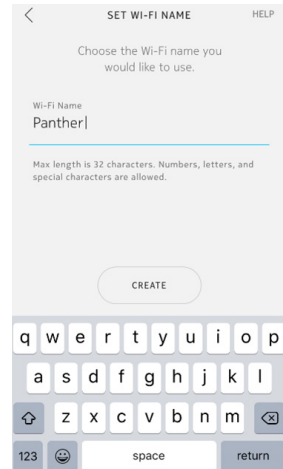 SET WI-FI NAME HELP
Choose the Wi-Fi name you
would like to use.
Wi-Fi Name
Panther
Max length is 32 characters. Numbers, letters, and
special characters are allowed.
CREATE
q w e r t y u i o p
a s d f g h j k l
z x c v b n m
123 space return